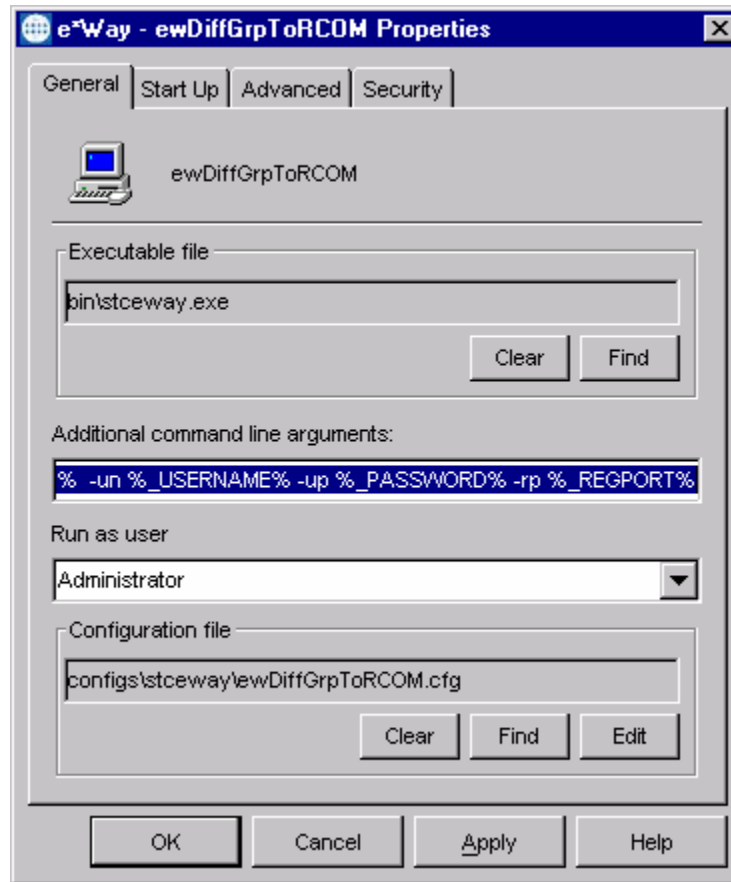 e*Way - ewDiffGrpToRCOM Properties
General Start Up Advanced Security
ewDiffGrpToRCOM
Executable file
bin\stceway.exe
Clear Find
Additional command line arguments:
% -un %_USERNAME% -up %_PASSWORD% -rp %_REGPORT%
Run as user
Administrator
Configuration file
configs\stceway\ewDiffGrpToRCOM.cfg
Clear Find Edit
OK Cancel Apply Help